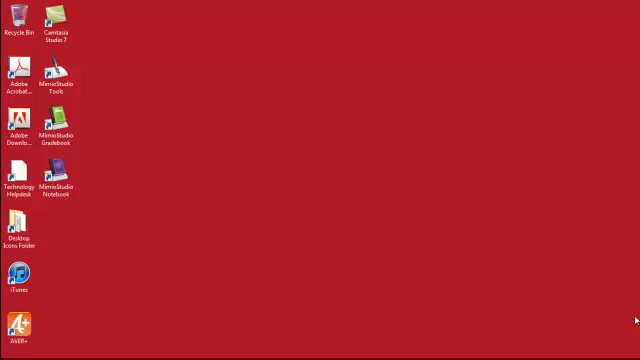 Recycle Bin
Camtasia
Studio 7
Adobe
Acrobat...
MimioStudio
Tools
Adobe
Downlo...
MimioStudio
Gradebook
Technology
Helpdesk
MimioStudio
Notebook
Desktop
Icons Folder
iTunes
A+
AVER+